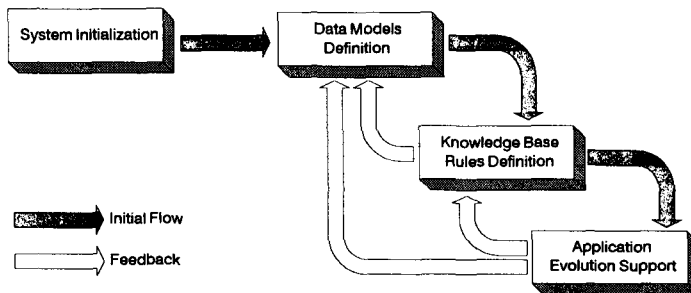 System Initialization
Data Models
Definition
Knowledge Base
Rules Definition
Application
Evolution Support
Initial Flow
Feedback